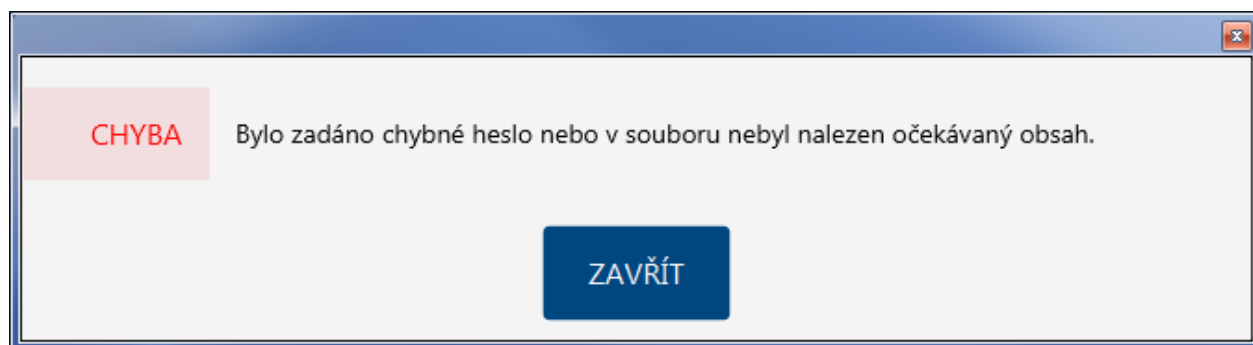 CHYBA
Bylo zadáno chybné heslo nebo v souboru nebyl nalezen očekávaný obsah.
ZAVŘÍT